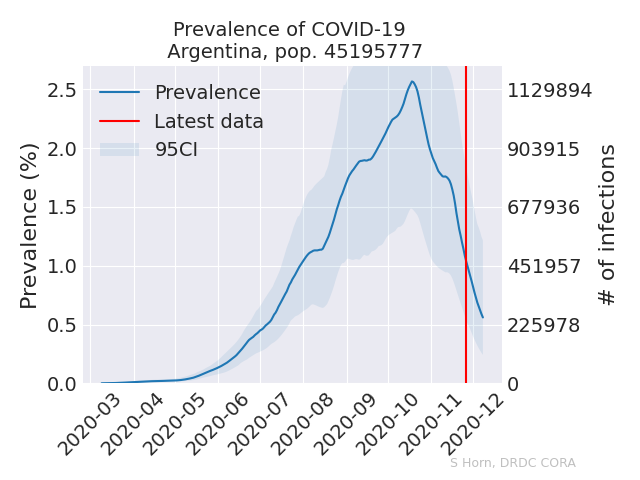 Prevalence of COVID-19
Argentina, pop. 45195777
Prevalence (%)
2.5
2.0
1.5
1.0
0.5
0.0
Prevalence
Latest data
95CI
1129894
903915
677936
451957
225978
0
# of infections
2020-03
2020-04
2020-05
2020-06
2020-07
2020-08
2020-09
2020-10
2020-11
2020-12
S Horn, DRDC CORA